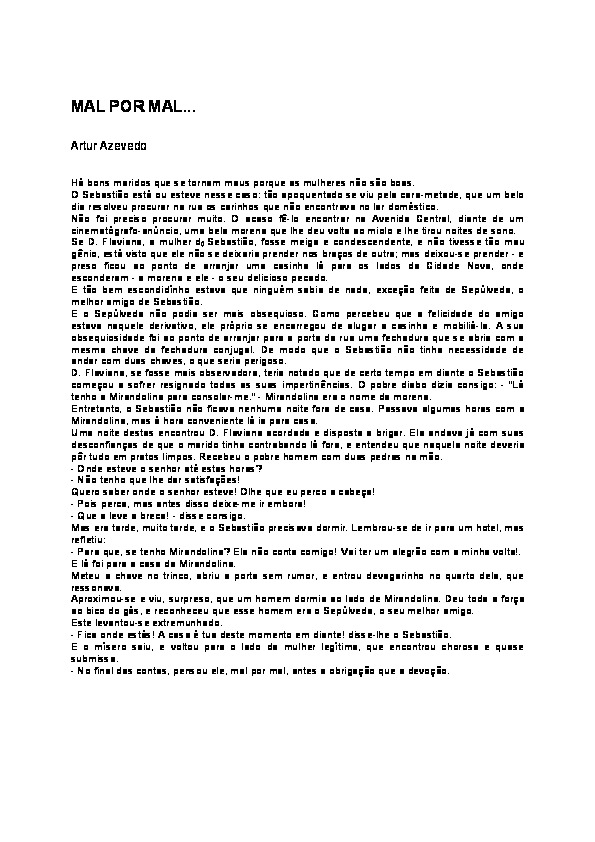 MAL POR MAL...
Artur Azevedo
Há bons maridos que se tornam maus porque as mulheres não são boas.
O Sebastião está ou esteve nesse caso: tão apoquentado se viu pela cara-metade, que um belo
dia resolveu procurar na rua os carinhos que não encontrava no lar doméstico.
Não foi preciso procurar muito. O acaso fê-lo encontrar na Avenida Central, diante de um
cinematógrafo-anúncio, uma bela morena que lhe deu volta ao miolo e lhe tirou noites de sono.
Se D. Flaviana, a mulher do Sebastião, fosse meiga e condescendente, e não tivesse tão mau
gênio, está visto que ele não se deixaria prender nos braços de outra; mas deixou-se prender - e
preso ficou ao ponto de arranjar uma casinha lá para os lados da Cidade Nova, onde
esconderam - a morena e ele - o seu delicioso pecado.
E tão bem escondidinho estava que ninguém sabia de nada, exceção feita de Sepúlveda, o
melhor amigo de Sebastião.
E o Sepúlveda não podia ser mais obsequioso. Como percebeu que a felicidade do amigo
estava naquele derivativo, ele próprio se encarregou de alugar a casinha e mobiliá-la. A sua
obsequiosidade foi ao ponto de arranjar para a porta da rua uma fechadura que se abria com a
mesma chave da fechadura conjugal. De modo que o Sebastião não tinha necessidade de
andar com duas chaves, o que seria perigoso.
D. Flaviana, se fosse mais observadora, teria notado que de certo tempo em diante o Sebastião
começou a sofrer resignado todas as suas impertinências. O pobre diabo dizia consigo: - "Lá
tenho a Mirandolina para consolar-me." - Mirandolina era o nome da morena.
Entretanto, o Sebastião não ficava nenhuma noite fora de casa. Passava algumas horas com a
Mirandolina, mas à hora conveniente lá ia para casa.
Uma noite destas encontrou D. Flaviana acordada e disposta a brigar. Ela andava já com suas
desconfianças de que o marido tinha contrabando lá fora, e entendeu que naquela noite deveria
pôr tudo em pratos limpos. Recebeu o pobre homem com duas pedras na mão.
- Onde esteve o senhor até estas horas?
- Não tenho que lhe dar satisfações!
Quero saber onde o senhor esteve! Olhe que eu perco a cabeça!
- Pois perca, mas antes disso deixe-me ir embora!
- Que a leve a breca! - disse consigo.
Mas era tarde, muito tarde, e o Sebastião precisava dormir. Lembrou-se de ir para um hotel, mas
refletiu:
- Para que, se tenho Mirandolina? Ela não conta comigo! Vai ter um alegrão com a minha volta!.
E lá foi para a casa da Mirandolina.
Meteu a chave no trinco, abriu a porta sem rumor, e entrou devagarinho no quarto dela, que
ressonava.
Aproximou-se e viu, surpreso, que um homem dormia ao lado de Mirandolina. Deu toda a força
ao bico do gás, e reconheceu que esse homem era o Sepúlveda, o seu melhor amigo.
Este levantou-se estremunhado.
- Fica onde estás! A casa é tua deste momento em diante! disse-lhe o Sebastião.
E o mísero saiu, e voltou para o lado da mulher legítima, que encontrou chorosa e quase
submissa.
- No final das contas, pensou ele, mal por mal, antes a obrigação que a devoção.